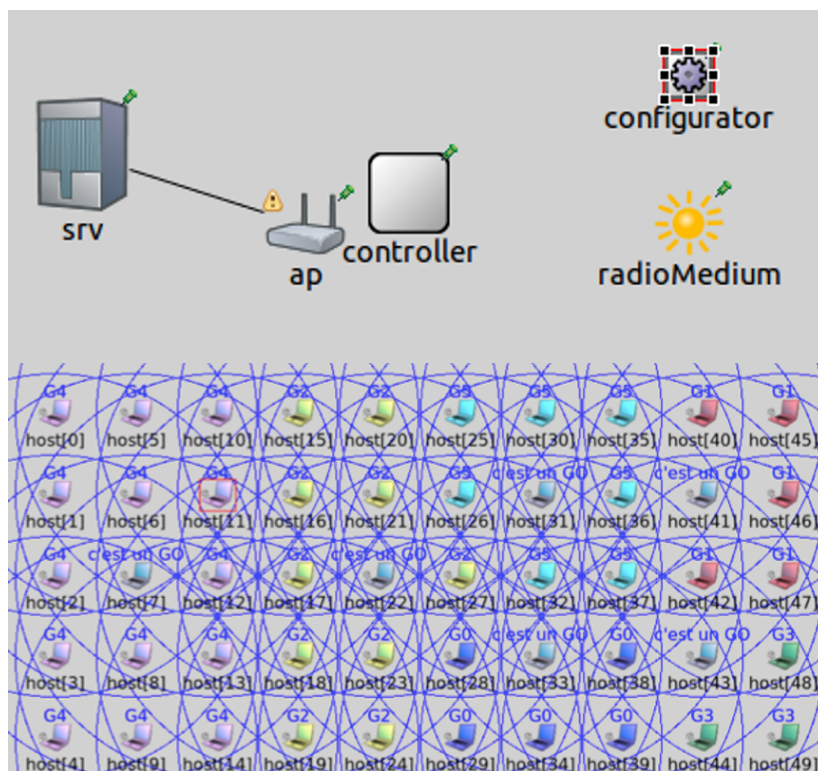 configurator
srv
controller
ap
radioMedium
G4 G4 G4 G2 G2 G5 G5 G5 G1 G1
host[0] host[5] host[10] host[15] host[20] host[25] host[30] host[35] host[40] host[45]
G4 G4 G4 G2 G2 G5 c'est un GO G5 c'est un GO G1
host[1] host[6] host[11] host[16] host[21] host[26] host[31] host[36] host[41] host[46]
G4 c'est un GO G4 G2 c'est un GO G2 G5 G5 G1 G1
host[2] host[7] host[12] host[17] host[22] host[27] host[32] host[37] host[42] host[47]
G4 G4 G4 G2 G2 G0 c'est un GO G0 c'est un GO G3
host[3] host[8] host[13] host[18] host[23] host[28] host[33] host[38] host[43] host[48]
G4 G4 G4 G2 G2 G0 G0 G0 G3 G3
host[4] host[9] host[14] host[19] host[24] host[29] host[34] host[39] host[44] host[49]